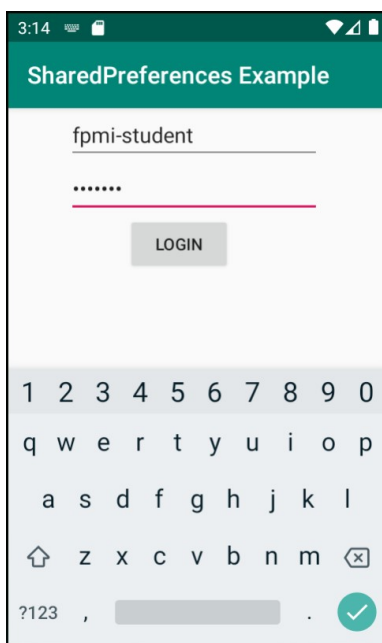 3:14
SharedPreferences Example
fpmi-student
•••••••
LOGIN
1 2 3 4 5 6 7 8 9 0
q w e r t y u i o p
a s d f g h j k l
z x c v b n m
?123 , .